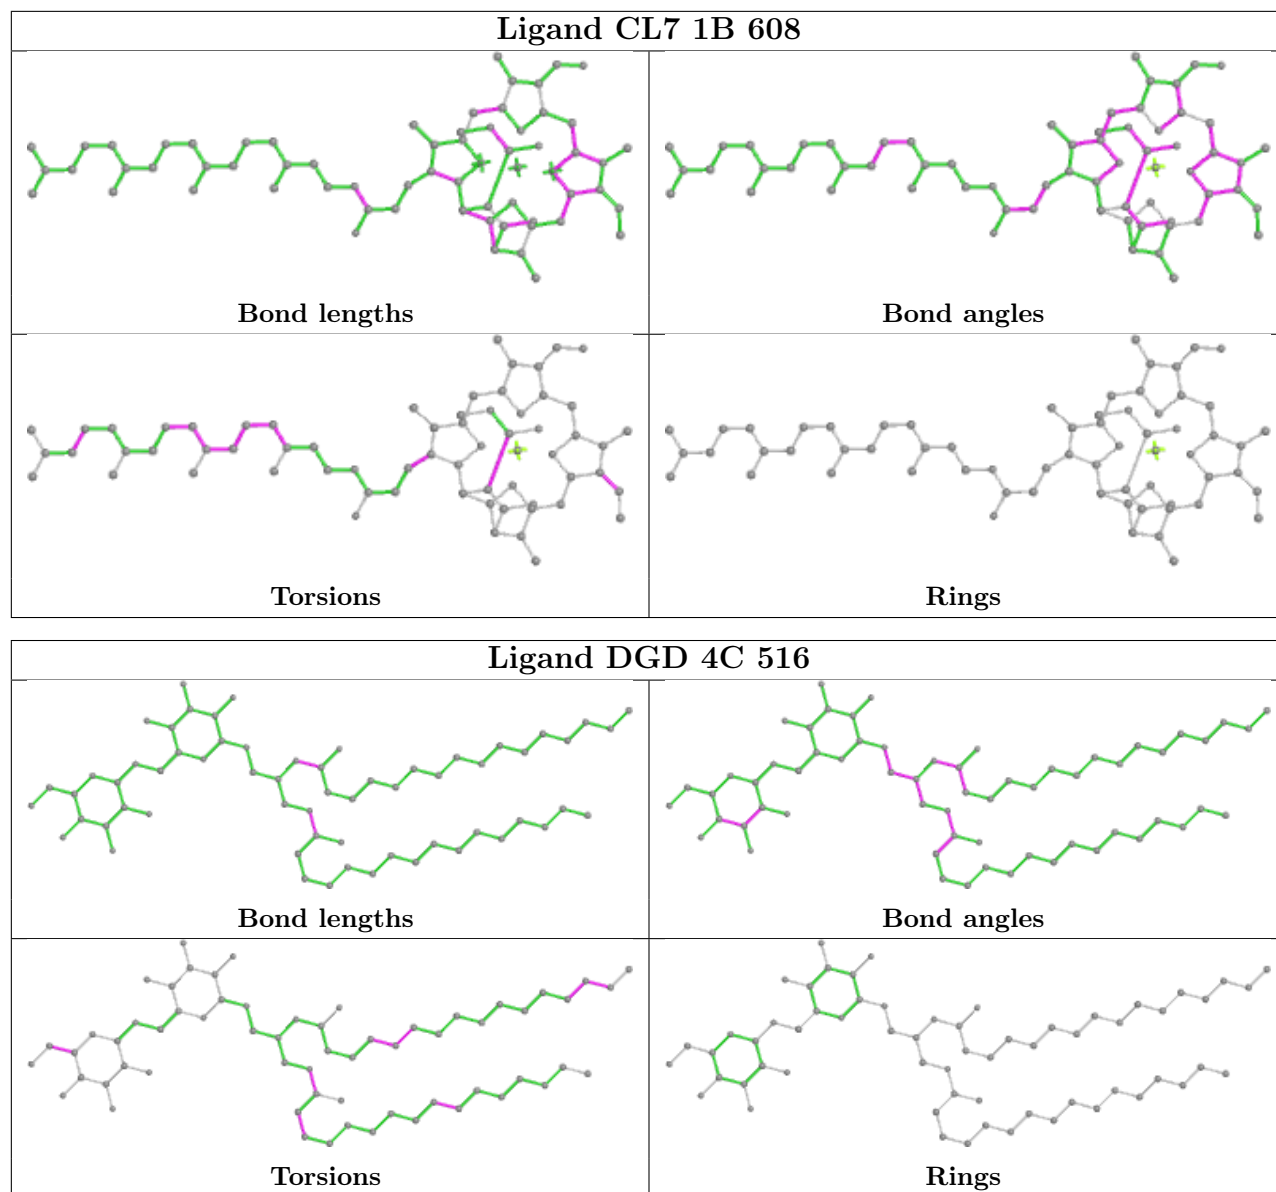 Ligand CL7 1B 608
Bond lengths
Bond angles
Torsions
Rings
Ligand DGD 4C 516
Bond lengths
Bond angles
Torsions
Rings